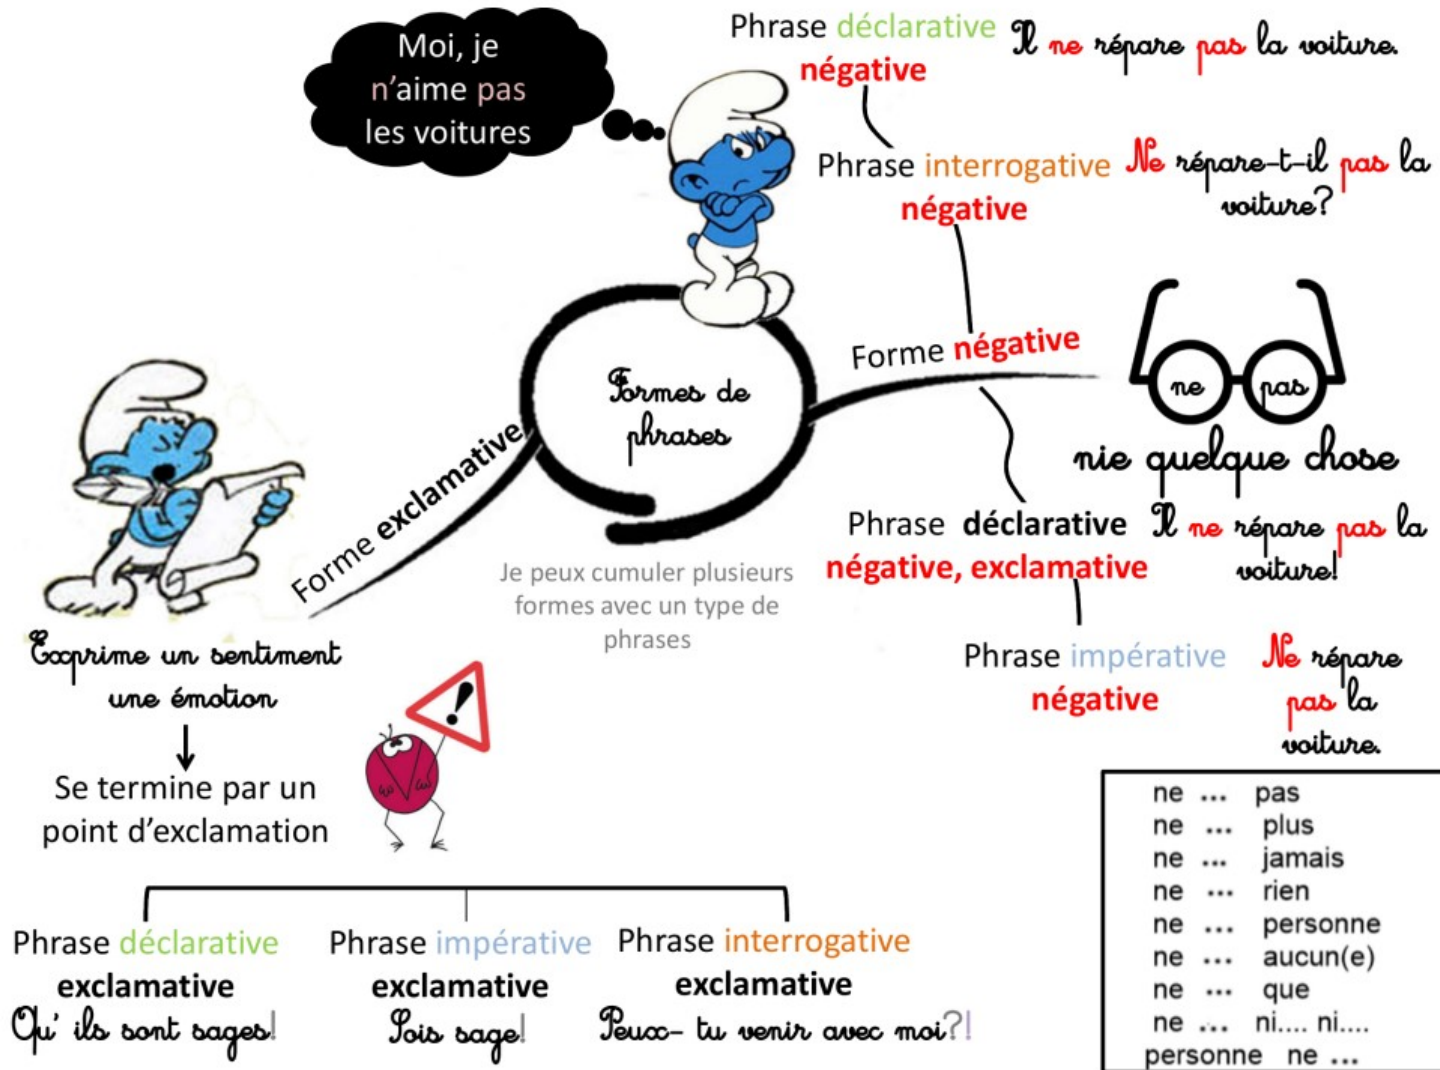 Moi, je
n'aime pas
les voitures
Phrase déclarative
négative
Il ne répare pas la voiture.
Phrase interrogative
négative
Ne répare-t-il pas la
voiture?
Forme négative
ne pas
nie quelque chose
Formes de
phrases
Forme exclamative
Je peux cumuler plusieurs
formes avec un type de
phrases
Phrase déclarative
négative, exclamative
Il ne répare pas la
voiture!
Phrase impérative
négative
Ne répare
pas la
voiture.
Exprime un sentiment
une émotion
Se termine par un
point d'exclamation
!
Phrase déclarative
exclamative
Qu' ils sont sages!
Phrase impérative
exclamative
Sois sage!
Phrase interrogative
exclamative
Peux- tu venir avec moi?!
ne ... pas
ne ... plus
ne ... jamais
ne ... rien
ne ... personne
ne ... aucun(e)
ne ... que
ne ... ni.... ni....
personne ne ...